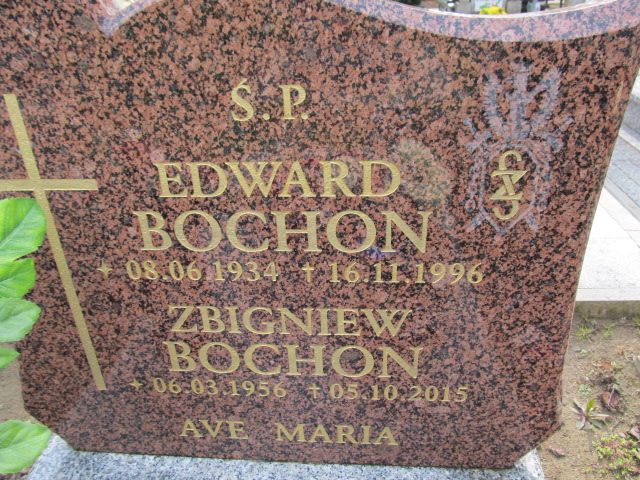 Ś.P.
EDWARD
BOCHON
+ 08.06.1934 † 16.11.1996
ZBIGNIEW
BOCHON
+ 06.03.1956 † 05.10.2015
AVE MARIA